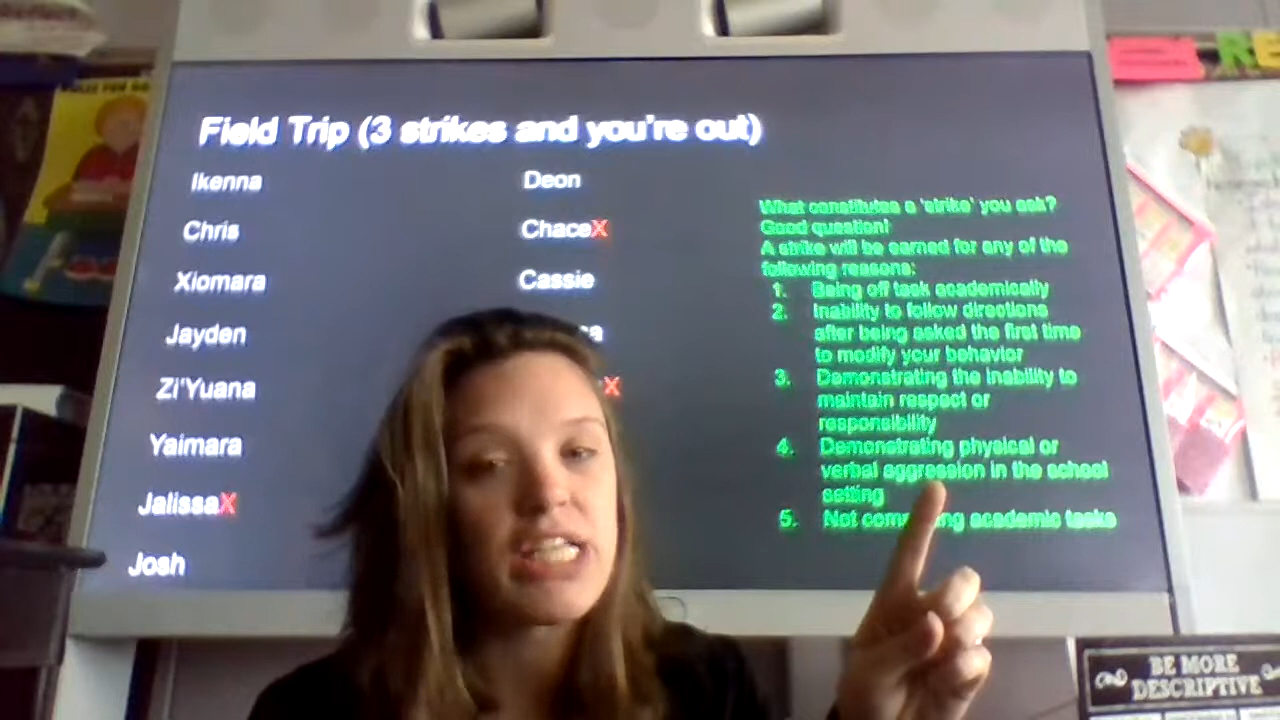 Field Trip (3 strikes and you're out)
Ikenna
Chris
Xiomara
Jayden
Zi'Yuana
Yaimara
JalissaX
Josh
Deon
ChaceX
Cassie
X
What constitutes a 'strike' you ask?
Good question!
A strike will be earned for any of the
following reasons:
1. Being off task academically
2. Inability to follow directions
after being asked the first time
to modify your behavior
3. Demonstrating the inability to
maintain respect or
responsibility
4. Demonstrating physical or
verbal aggression in the school
setting
5. Not academic tasks
BE MORE
DESCRIPTIVE